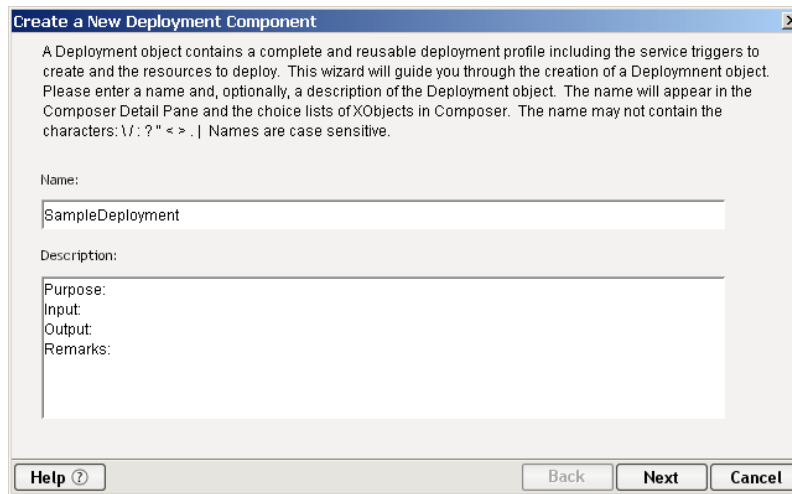 Create a New Deployment Component
A Deployment object contains a complete and reusable deployment profile including the service triggers to
create and the resources to deploy. This wizard will guide you through the creation of a Deploymnent object.
Please enter a name and, optionally, a description of the Deployment object. The name will appear in the
Composer Detail Pane and the choice lists of XObjects in Composer. The name may not contain the
characters: \ / : ? " < > . | Names are case sensitive.
Name:
SampleDeployment
Description:
Purpose:
Input:
Output:
Remarks:
Help ?
Back
Next
Cancel